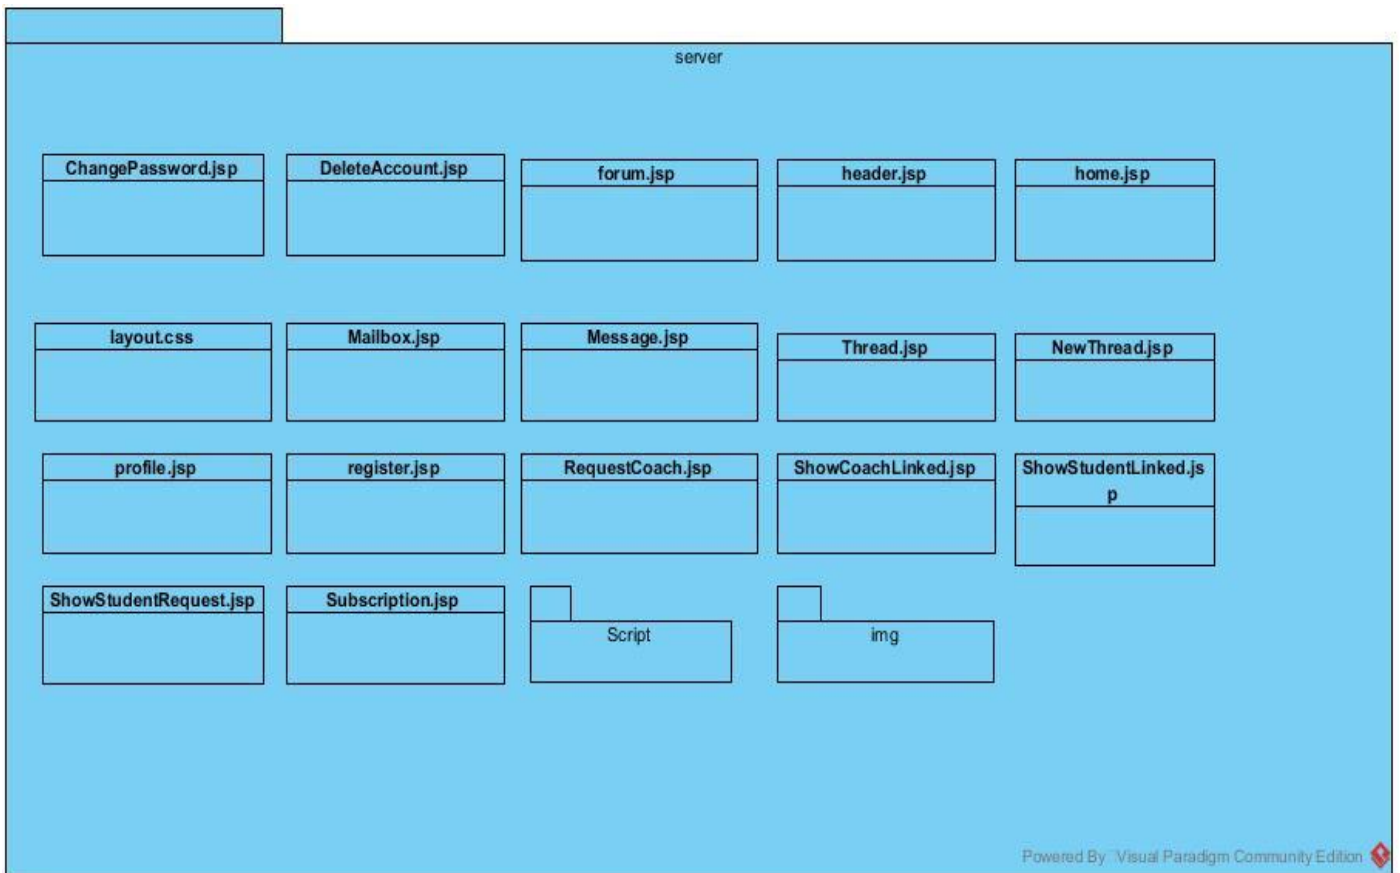 server
ChangePassword.jsp
DeleteAccount.jsp
forum.jsp
header.jsp
home.jsp
layout.css
Mailbox.jsp
Message.jsp
Thread.jsp
NewThread.jsp
profile.jsp
register.jsp
RequestCoach.jsp
ShowCoachLinked.jsp
ShowStudentLinked.js
p
ShowStudentRequest.jsp
Subscription.jsp
Script
img
Powered By Visual Paradigm Community Edition